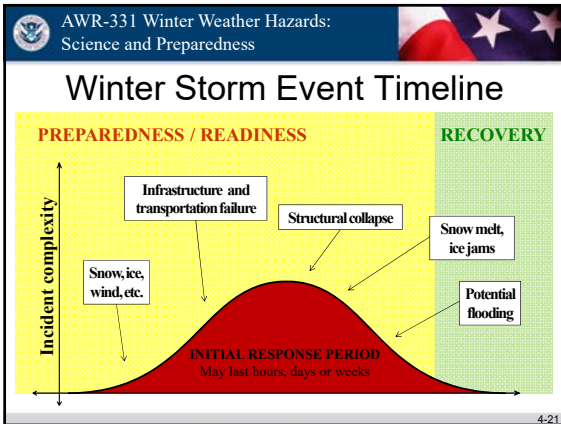 AWR-331 Winter Weather Hazards:
Science and Preparedness
Winter Storm Event Timeline
PREPAREDNESS / READINESS
RECOVERY
Incident complexity
Snow, ice,
wind, etc.
Infrastructure and
transportation failure
Structural collapse
Snow melt,
ice jams
Potential
flooding
INITIAL RESPONSE PERIOD
May last hours, days or weeks
4-21